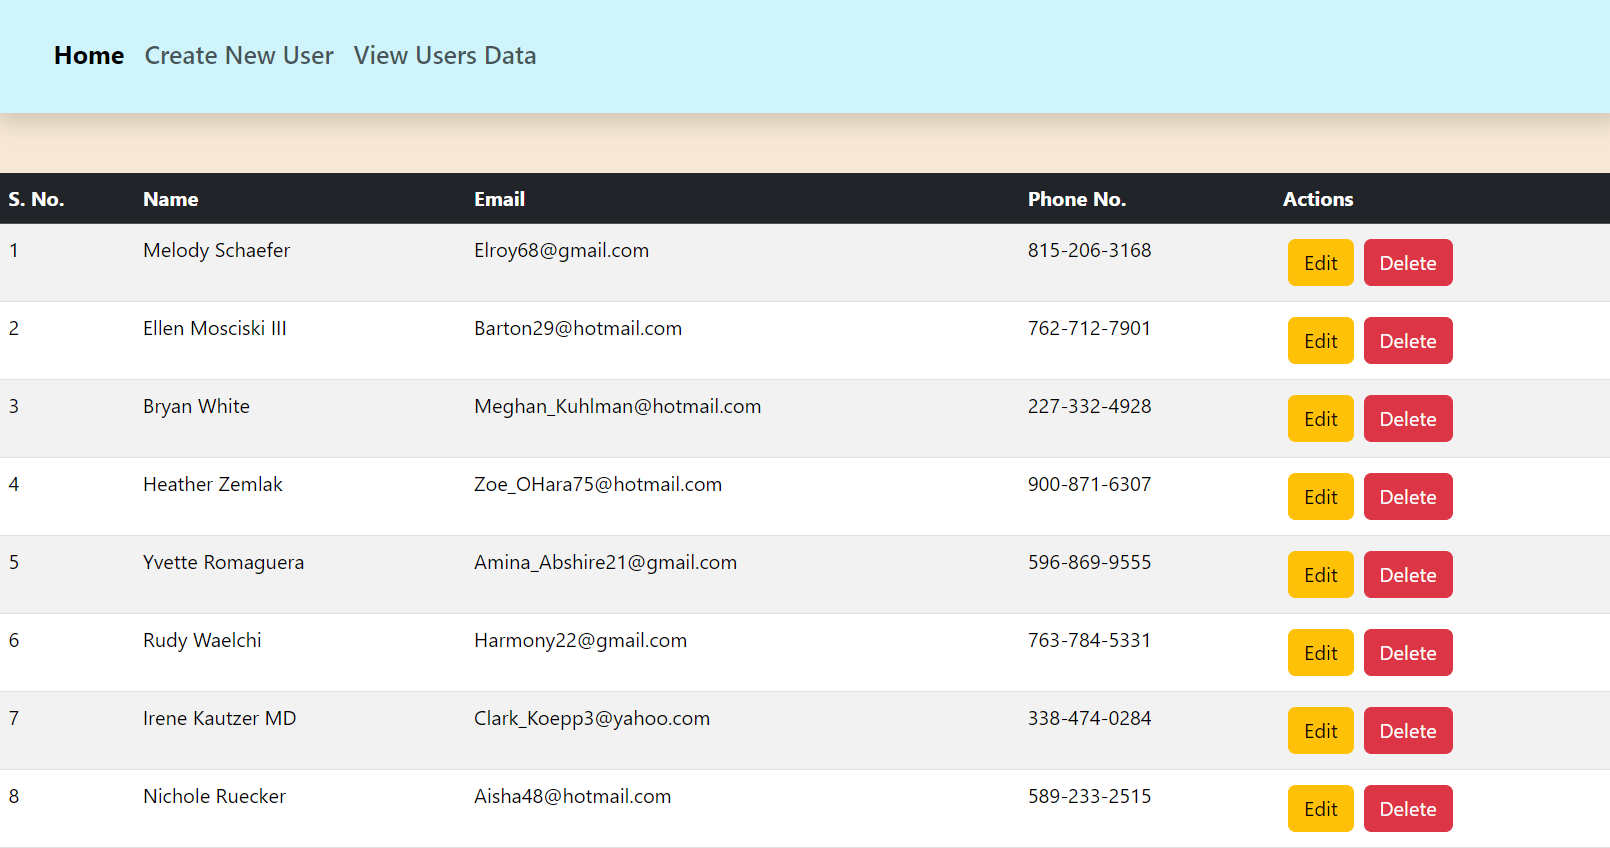 Home Create New User View Users Data
S. No. Name Email Phone No. Actions
1 Melody Schaefer Elroy68@gmail.com 815-206-3168 Edit Delete
2 Ellen Mosciski III Barton29@hotmail.com 762-712-7901 Edit Delete
3 Bryan White Meghan_Kuhlman@hotmail.com 227-332-4928 Edit Delete
4 Heather Zemlak Zoe_OHara75@hotmail.com 900-871-6307 Edit Delete
5 Yvette Romaguera Amina_Abshire21@gmail.com 596-869-9555 Edit Delete
6 Rudy Waelchi Harmony22@gmail.com 763-784-5331 Edit Delete
7 Irene Kautzer MD Clark_Koepp3@yahoo.com 338-474-0284 Edit Delete
8 Nichole Ruecker Aisha48@hotmail.com 589-233-2515 Edit Delete